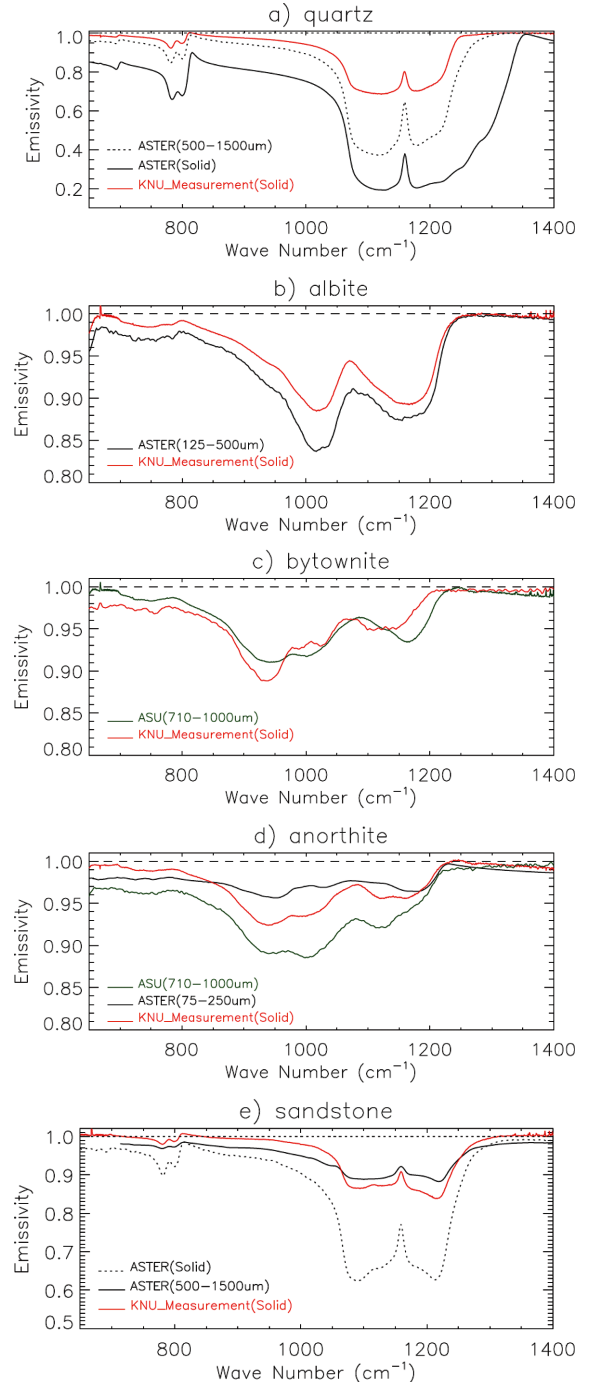 a) quartz
1.0
0.8
0.6
0.4
0.2
Emissivity
ASTER(500-1500um)
ASTER(Solid)
KNU_Measurement(Solid)
800 1000 1200 1400
Wave Number (cm⁻¹)
b) albite
1.00
0.95
0.90
0.85
0.80
Emissivity
ASTER(125-500um)
KNU_Measurement(Solid)
800 1000 1200 1400
Wave Number (cm⁻¹)
c) bytownite
1.00
0.95
0.90
0.85
0.80
Emissivity
ASU(710-1000um)
KNU_Measurement(Solid)
800 1000 1200 1400
Wave Number (cm⁻¹)
d) anorthite
1.00
0.95
0.90
0.85
0.80
Emissivity
ASU(710-1000um)
ASTER(75-250um)
KNU_Measurement(Solid)
800 1000 1200 1400
Wave Number (cm⁻¹)
e) sandstone
1.0
0.9
0.8
0.7
0.6
0.5
Emissivity
ASTER(Solid)
ASTER(500-1500um)
KNU_Measurement(Solid)
800 1000 1200 1400
Wave Number (cm⁻¹)